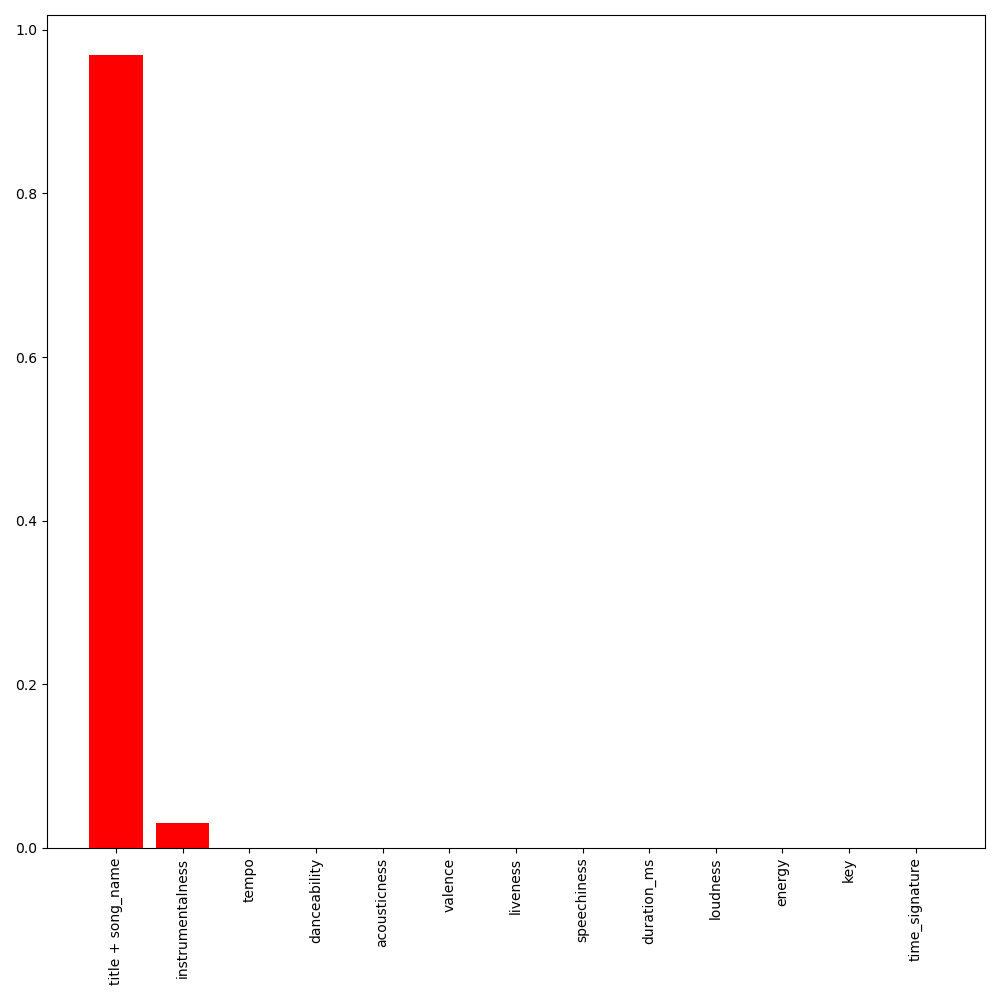 1.0
0.8
0.6
0.4
0.2
0.0
title + song_name
instrumentalness
tempo
danceability
acousticness
valence
liveness
speechiness
duration_ms
loudness
energy
key
time_signature